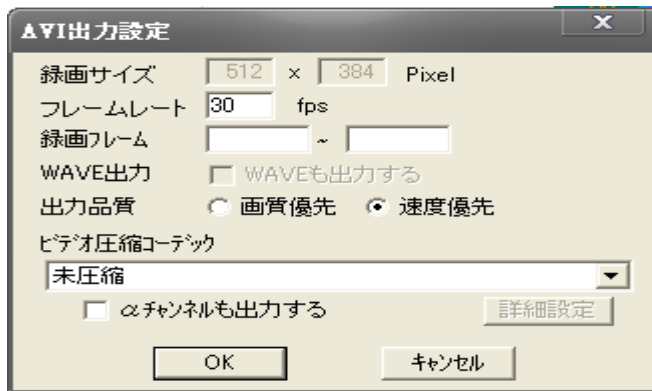 AVI出力設定
録画サイズ 512 × 384 Pixel
フレームレート 30 fps
録画フレーム ~
WAVE出力 WAVEも出力する
出力品質 画質優先 速度優先
ビデオ圧縮コーデック
未圧縮
αチャンネルも出力する 詳細設定
OK キャンセル